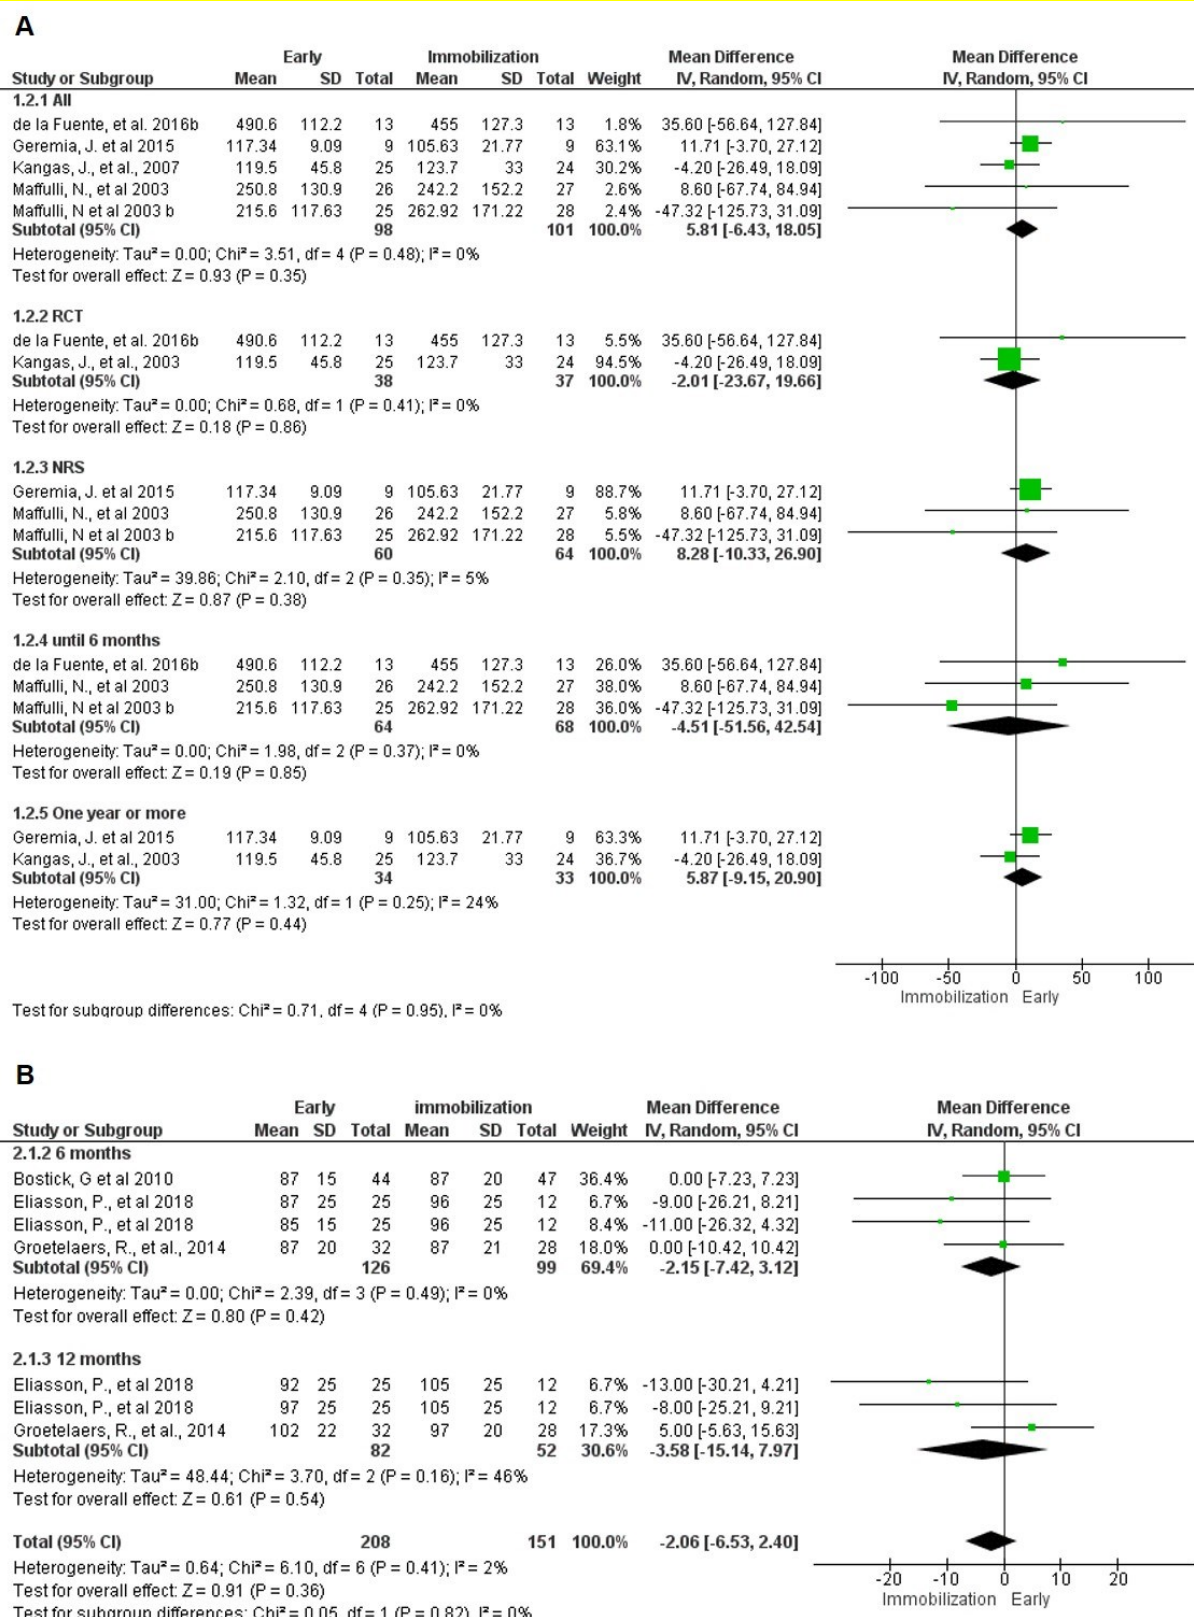 A
Early Immobilization Mean Difference Mean Difference
Study or Subgroup Mean SD Total Mean SD Total Weight IV, Random, 95% CI IV, Random, 95% CI
1.2.1 All
de la Fuente, et al. 2016b 490.6 112.2 13 455 127.3 13 1.8% 35.60 [-56.64, 127.84]
Geremia, J. et al 2015 117.34 9.09 9 105.63 21.77 9 63.1% 11.71 [-3.70, 27.12]
Kangas, J., et al., 2007 119.5 45.8 25 123.7 33 24 30.2% -4.20 [-26.49, 18.09]
Maffulli, N., et al 2003 250.8 130.9 26 242.2 152.2 27 2.6% 8.60 [-67.74, 84.94]
Maffulli, N et al 2003 b 215.6 117.63 25 262.92 171.22 28 2.4% -47.32 [-125.73, 31.09]
Subtotal (95% CI) 98 101 100.0% 5.81 [-6.43, 18.05]
Heterogeneity: Tau² = 0.00; Chi² = 3.51, df = 4 (P = 0.48); I² = 0%
Test for overall effect: Z = 0.93 (P = 0.35)
1.2.2 RCT
de la Fuente, et al. 2016b 490.6 112.2 13 455 127.3 13 5.5% 35.60 [-56.64, 127.84]
Kangas, J., et al., 2003 119.5 45.8 25 123.7 33 24 94.5% -4.20 [-26.49, 18.09]
Subtotal (95% CI) 38 37 100.0% -2.01 [-23.67, 19.66]
Heterogeneity: Tau² = 0.00; Chi² = 0.68, df = 1 (P = 0.41); I² = 0%
Test for overall effect: Z = 0.18 (P = 0.86)
1.2.3 NRS
Geremia, J. et al 2015 117.34 9.09 9 105.63 21.77 9 88.7% 11.71 [-3.70, 27.12]
Maffulli, N., et al 2003 250.8 130.9 26 242.2 152.2 27 5.8% 8.60 [-67.74, 84.94]
Maffulli, N et al 2003 b 215.6 117.63 25 262.92 171.22 28 5.5% -47.32 [-125.73, 31.09]
Subtotal (95% CI) 60 64 100.0% 8.28 [-10.33, 26.90]
Heterogeneity: Tau² = 39.86; Chi² = 2.10, df = 2 (P = 0.35); I² = 5%
Test for overall effect: Z = 0.87 (P = 0.38)
1.2.4 until 6 months
de la Fuente, et al. 2016b 490.6 112.2 13 455 127.3 13 26.0% 35.60 [-56.64, 127.84]
Maffulli, N., et al 2003 250.8 130.9 26 242.2 152.2 27 38.0% 8.60 [-67.74, 84.94]
Maffulli, N et al 2003 b 215.6 117.63 25 262.92 171.22 28 36.0% -47.32 [-125.73, 31.09]
Subtotal (95% CI) 64 68 100.0% -4.51 [-51.56, 42.54]
Heterogeneity: Tau² = 0.00; Chi² = 1.98, df = 2 (P = 0.37); I² = 0%
Test for overall effect: Z = 0.19 (P = 0.85)
1.2.5 One year or more
Geremia, J. et al 2015 117.34 9.09 9 105.63 21.77 9 63.3% 11.71 [-3.70, 27.12]
Kangas, J., et al., 2003 119.5 45.8 25 123.7 33 24 36.7% -4.20 [-26.49, 18.09]
Subtotal (95% CI) 34 33 100.0% 5.87 [-9.15, 20.90]
Heterogeneity: Tau² = 31.00; Chi² = 1.32, df = 1 (P = 0.25); I² = 24%
Test for overall effect: Z = 0.77 (P = 0.44)
-100 -50 0 50 100
Immobilization Early
Test for subgroup differences: Chi² = 0.71, df = 4 (P = 0.95), I² = 0%
B
Early immobilization Mean Difference Mean Difference
Study or Subgroup Mean SD Total Mean SD Total Weight IV, Random, 95% CI IV, Random, 95% CI
2.1.2 6 months
Bostick, G et al 2010 87 15 44 87 20 47 36.4% 0.00 [-7.23, 7.23]
Eliasson, P., et al 2018 87 25 25 96 25 12 6.7% -9.00 [-26.21, 8.21]
Eliasson, P., et al 2018 85 15 25 96 25 12 8.4% -11.00 [-26.32, 4.32]
Groetelaers, R., et al., 2014 87 20 32 87 21 28 18.0% 0.00 [-10.42, 10.42]
Subtotal (95% CI) 126 99 69.4% -2.15 [-7.42, 3.12]
Heterogeneity: Tau² = 0.00; Chi² = 2.39, df = 3 (P = 0.49); I² = 0%
Test for overall effect: Z = 0.80 (P = 0.42)
2.1.3 12 months
Eliasson, P., et al 2018 92 25 25 105 25 12 6.7% -13.00 [-30.21, 4.21]
Eliasson, P., et al 2018 97 25 25 105 25 12 6.7% -8.00 [-25.21, 9.21]
Groetelaers, R., et al., 2014 102 22 32 97 20 28 17.3% 5.00 [-5.63, 15.63]
Subtotal (95% CI) 82 52 30.6% -3.58 [-15.14, 7.97]
Heterogeneity: Tau² = 48.44; Chi² = 3.70, df = 2 (P = 0.16); I² = 46%
Test for overall effect: Z = 0.61 (P = 0.54)
Total (95% CI) 208 151 100.0% -2.06 [-6.53, 2.40]
Heterogeneity: Tau² = 0.64; Chi² = 6.10, df = 6 (P = 0.41); I² = 2%
Test for overall effect: Z = 0.91 (P = 0.36)
-20 -10 0 10 20
Immobilization Early
Test for subgroup differences: Chi² = 0.05, df = 1 (P = 0.82), I² = 0%